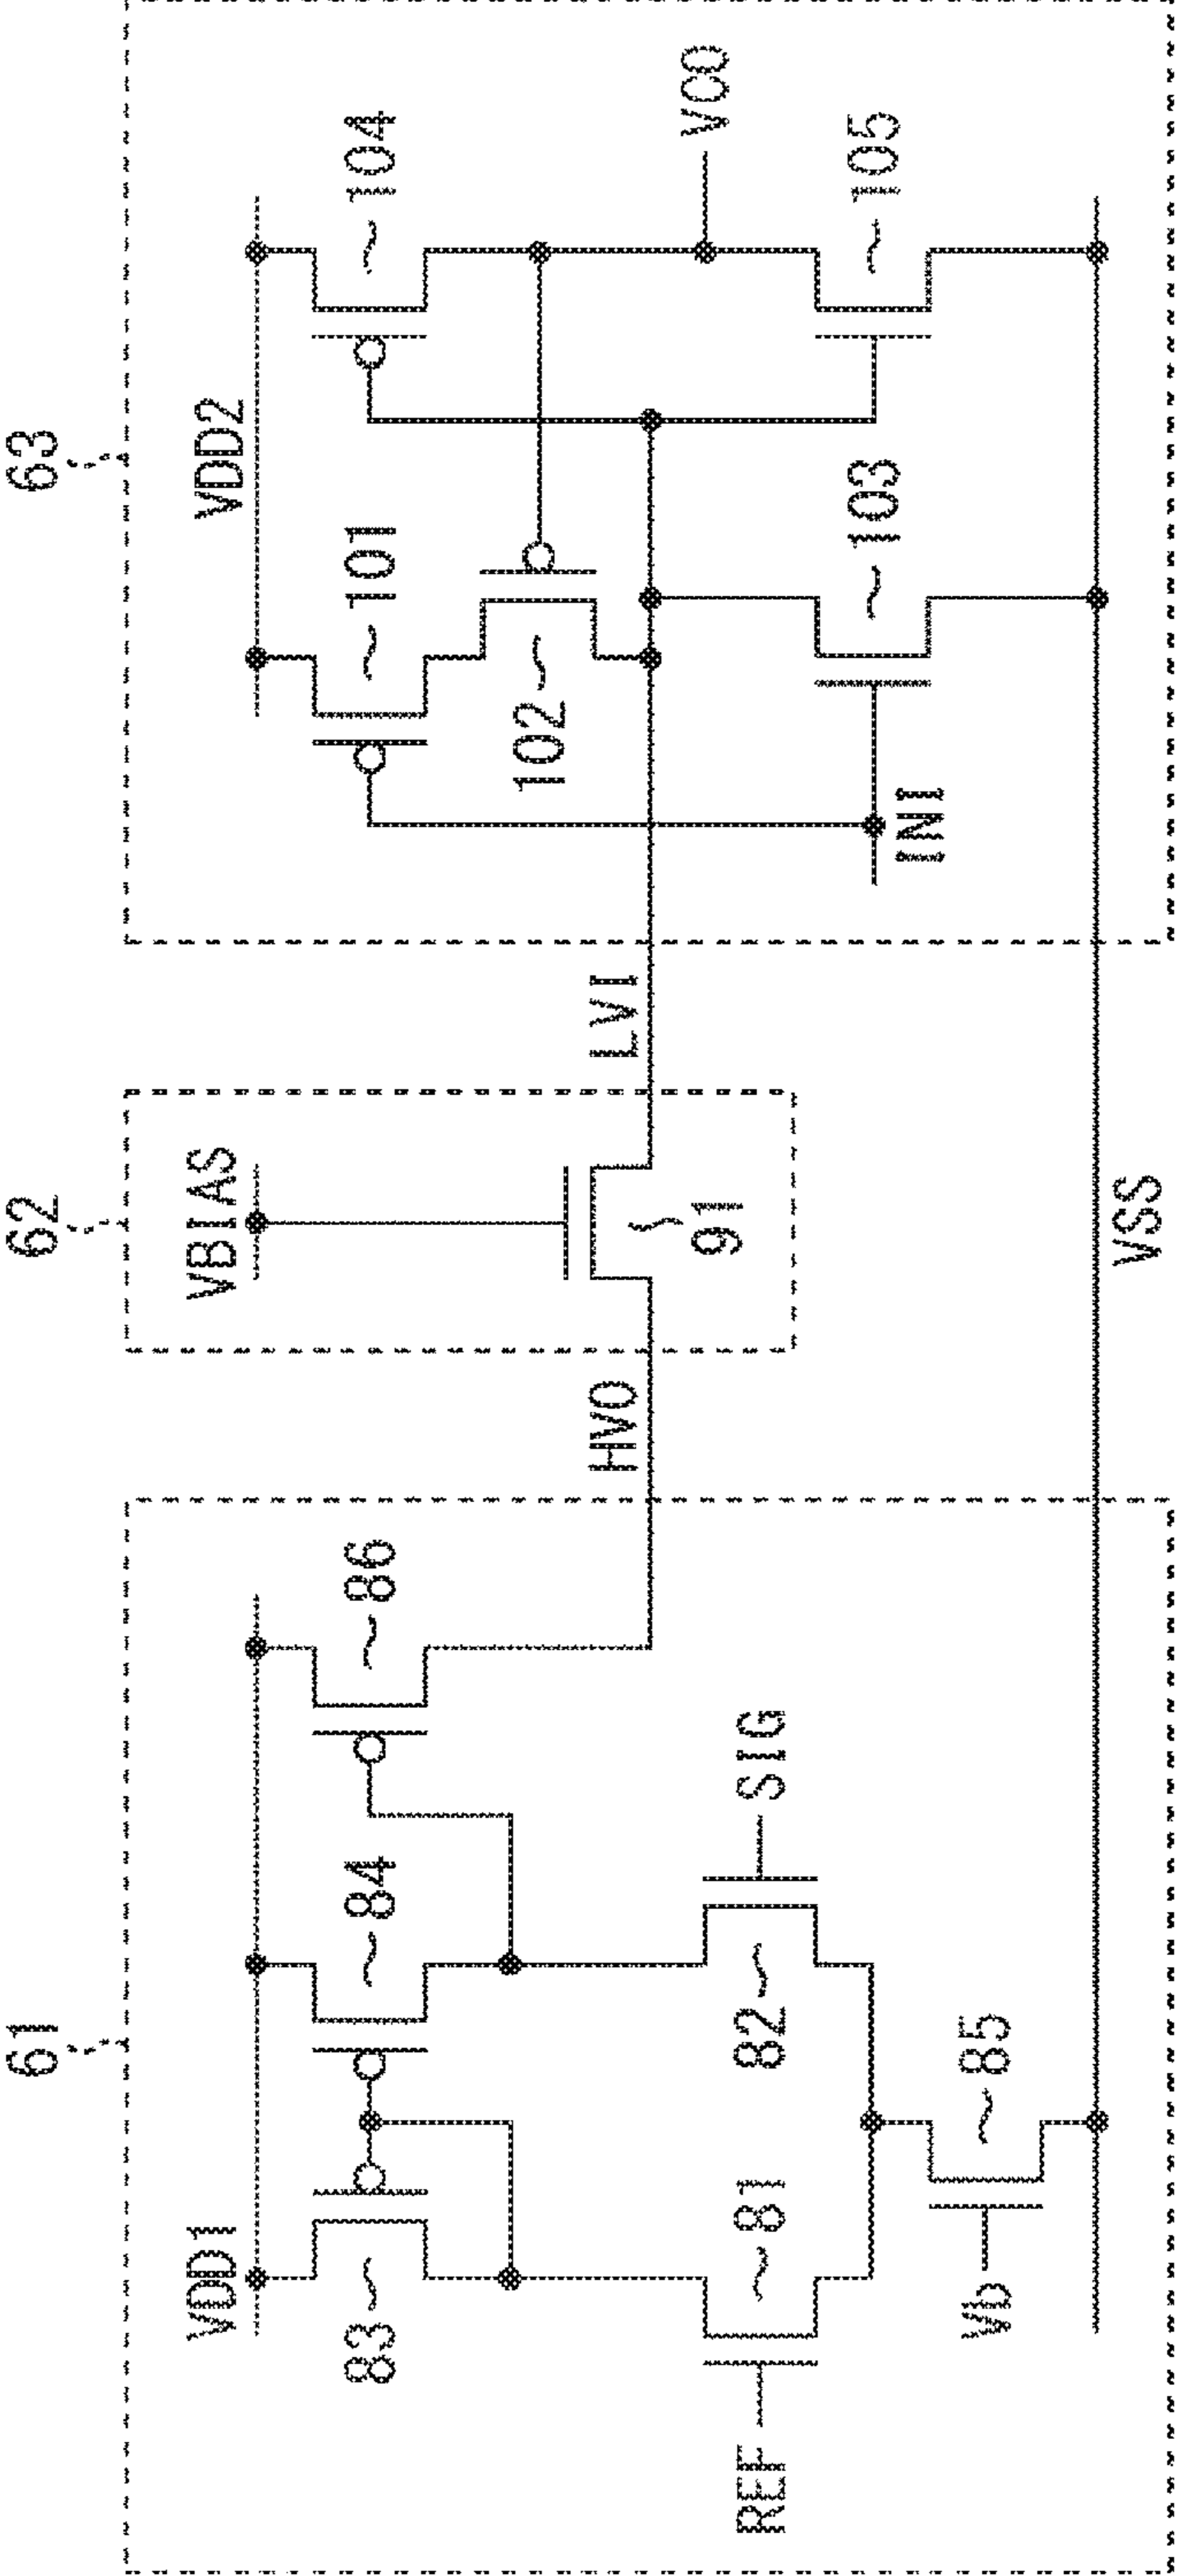 61
62
63
VDD1
VBIAS
VDD2
83
84
86
101
104
102
HVO
LVI
91
VCO
REF
81
82
SIG
103
105
INI
Vb
85
VSS